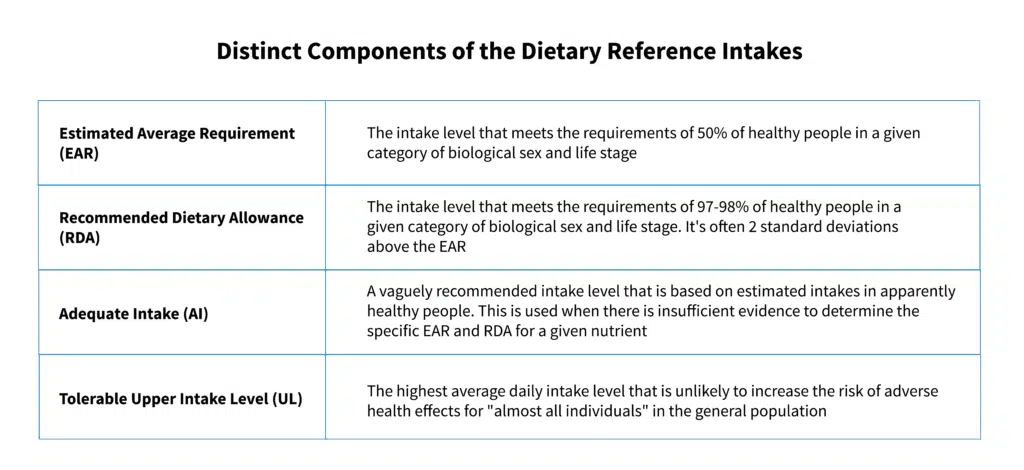 Distinct Components of the Dietary Reference Intakes
Estimated Average Requirement
(EAR)
The intake level that meets the requirements of 50% of healthy people in a given
category of biological sex and life stage
Recommended Dietary Allowance
(RDA)
The intake level that meets the requirements of 97-98% of healthy people in a
given category of biological sex and life stage. It's often 2 standard deviations
above the EAR
Adequate Intake (AI)
A vaguely recommended intake level that is based on estimated intakes in apparently
healthy people. This is used when there is insufficient evidence to determine the
specific EAR and RDA for a given nutrient
Tolerable Upper Intake Level (UL)
The highest average daily intake level that is unlikely to increase the risk of adverse
health effects for "almost all individuals" in the general population